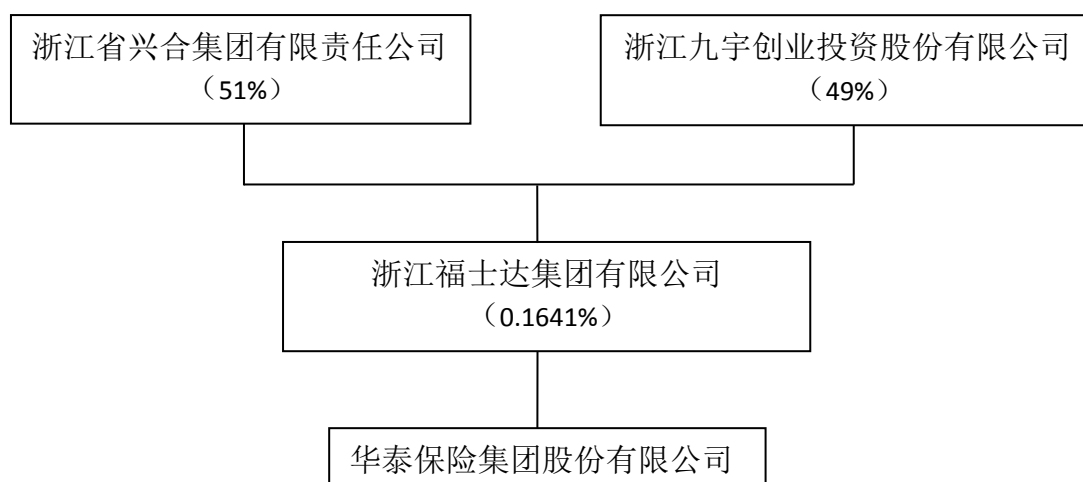 浙江省兴合集团有限责任公司
（51%）
浙江九宇创业投资股份有限公司
（49%）
浙江福士达集团有限公司
（0.1641%）
华泰保险集团股份有限公司